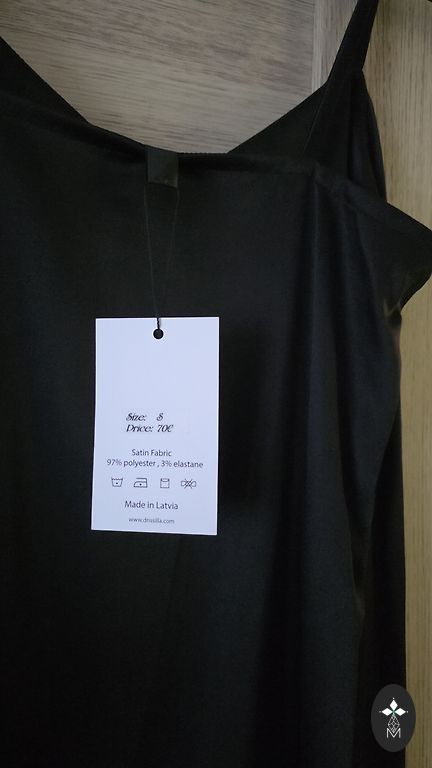 Size: S
Price: 70€
Satin Fabric
97% polyester , 3% elastane
Made in Latvia
www.drusilla.com
M